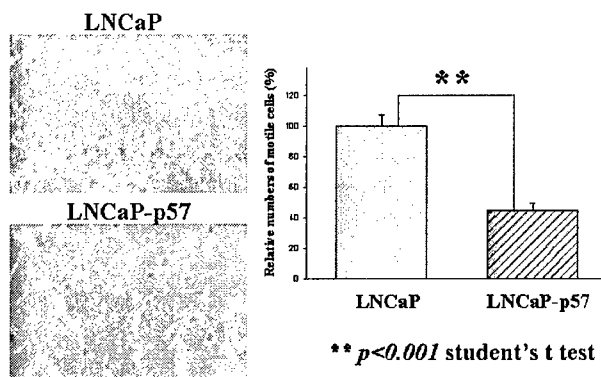 LNCaP
LNCaP-p57
Relative numbers of motile cells (%)
120
100
80
60
40
20
0
**
LNCaP
LNCaP-p57
** p<0.001 student's t test